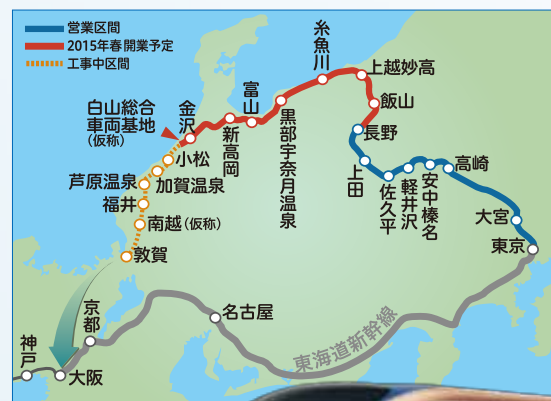 営業区間
2015年春開業予定
工事中区間
白山総合
車両基地
(仮称)
金沢
新高岡
富山
黒部宇奈月温泉
糸魚川
上越妙高
飯山
長野
上田
佐久平
軽井沢
安中榛名
高崎
大宮
東京
小松
加賀温泉
芦原温泉
福井
南越(仮称)
敦賀
京都
名古屋
東海道新幹線
神戸
大阪